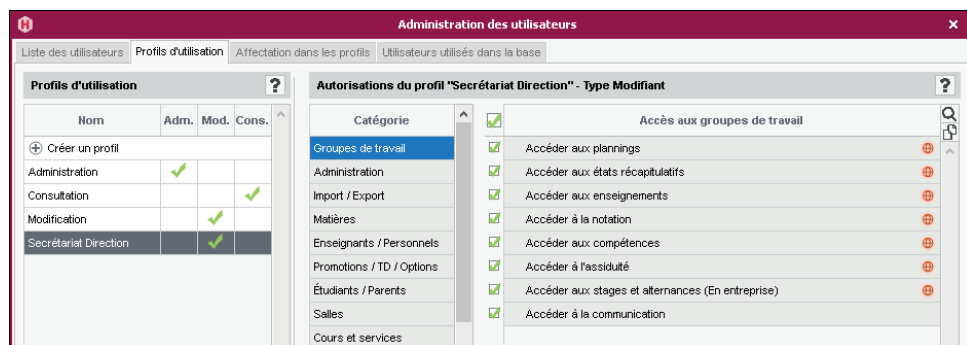 Administration des utilisateurs
Liste des utilisateurs Profils d'utilisation Affectation dans les profils Utilisateurs utilisés dans la base
Profils d'utilisation ?
Nom Adm. Mod. Cons.
Créer un profil
Administration
Consultation
Modification
Secrétariat Direction
Autorisations du profil "Secrétariat Direction" - Type Modifiant ?
Catégorie
Groupes de travail
Administration
Import / Export
Matières
Enseignants / Personnels
Promotions / TD / Options
Étudiants / Parents
Salles
Cours et services
Accès aux groupes de travail
Accéder aux plannings
Accéder aux états récapitulatifs
Accéder aux enseignements
Accéder à la notation
Accéder aux compétences
Accéder à l'assiduité
Accéder aux stages et alternances (En entreprise)
Accéder à la communication